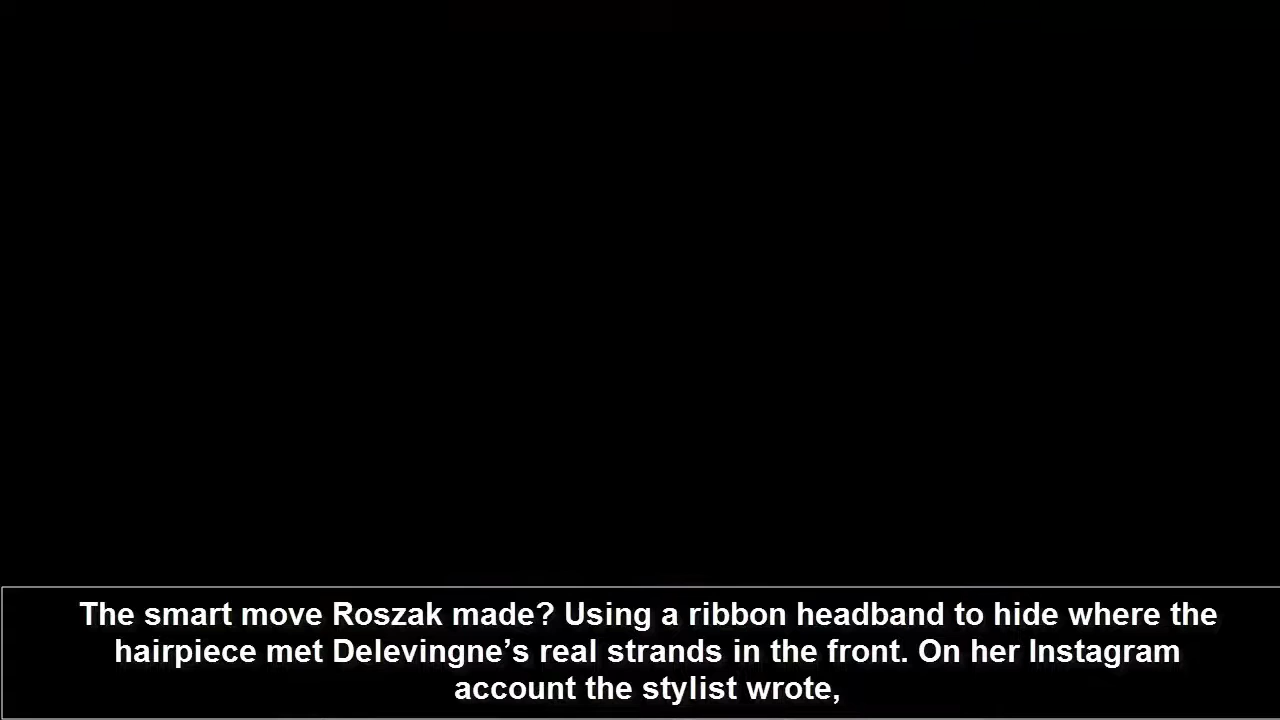 The smart move Roszak made? Using a ribbon headband to hide where the
hairpiece met Delevingne’s real strands in the front. On her Instagram
account the stylist wrote,